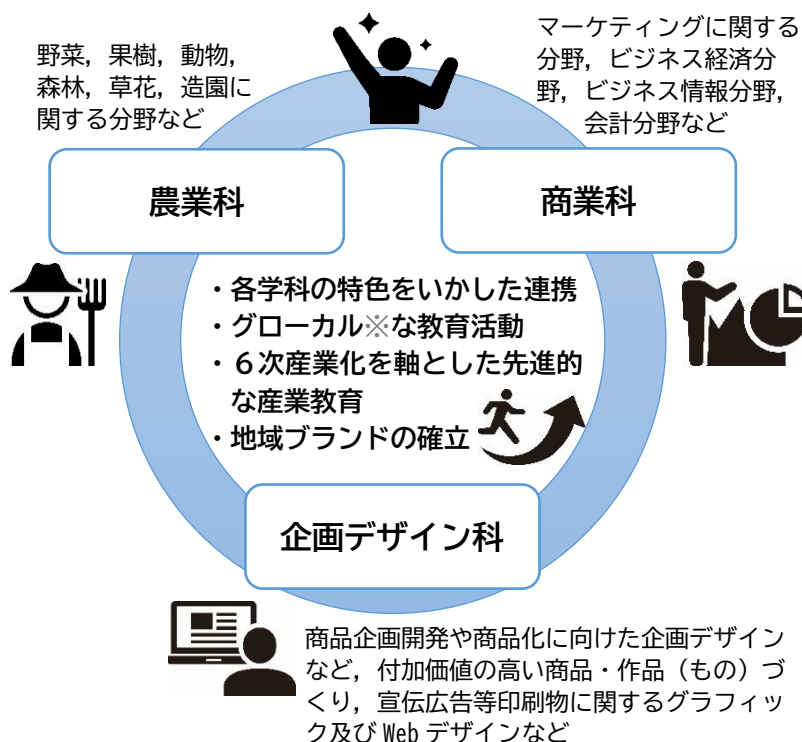 野菜，果樹，動物，
森林，草花，造園に
関する分野など
マーケティングに関する
分野，ビジネス経済分
野，ビジネス情報分野，
会計分野など
農業科
商業科
・各学科の特色をいかした連携
・グローカル※な教育活動
・６次産業化を軸とした先進的
な産業教育
・地域ブランドの確立
企画デザイン科
商品企画開発や商品化に向けた企画デザイン
など，付加価値の高い商品・作品（もの）づ
くり，宣伝広告等印刷物に関するグラフィッ
ク及び Web デザインなど